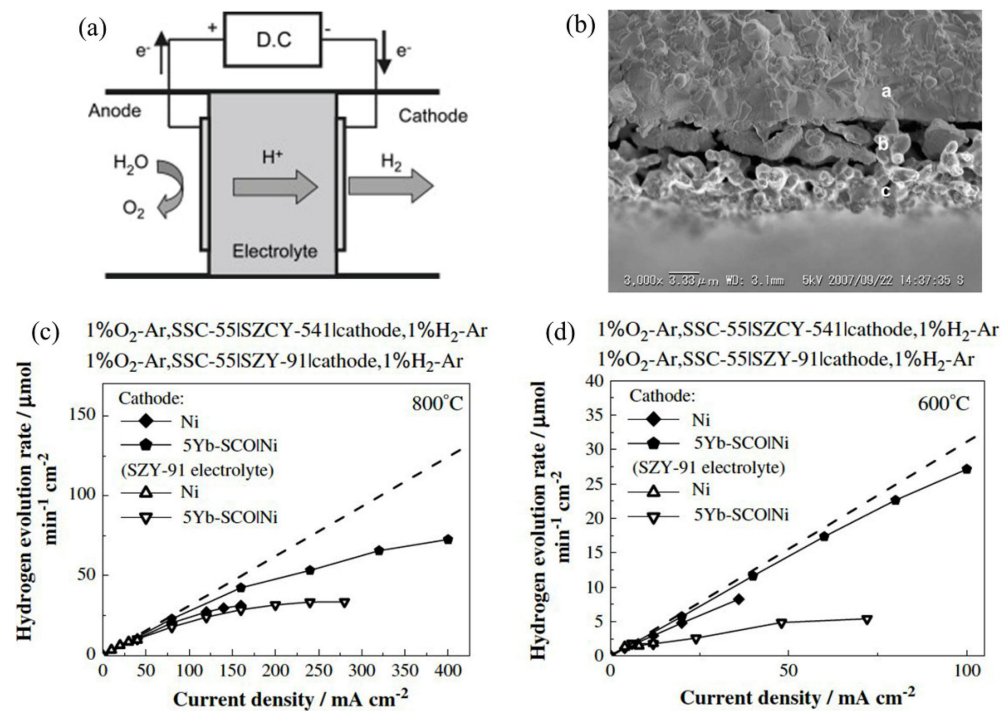 (a)
+
D.C
-
e-
e-
Anode
Cathode
H2O
O2
H+
H2
Electrolyte
(b)
a
b
c
3,000x 3.33μm WD: 3.1mm 5kV 2007/09/22 14:37:35 S
(c)
1%O2-Ar,SSC-55|SZCY-541|cathode,1%H2-Ar
1%O2-Ar,SSC-55|SZY-91|cathode,1%H2-Ar
Hydrogen evolution rate / μmol
min-1 cm-2
150
100
50
0
Cathode:
Ni
5Yb-SCO|Ni
(SZY-91 electrolyte)
Ni
5Yb-SCO|Ni
800°C
0 50 100 150 200 250 300 350 400
Current density / mA cm-2
(d)
1%O2-Ar,SSC-55|SZCY-541|cathode,1%H2-Ar
1%O2-Ar,SSC-55|SZY-91|cathode,1%H2-Ar
Hydrogen evolution rate / μmol
min-1 cm-2
40
35
30
25
20
15
10
5
0
Cathode:
Ni
5Yb-SCO|Ni
(SZY-91 electrolyte)
Ni
5Yb-SCO|Ni
600°C
0 50 100
Current density / mA cm-2